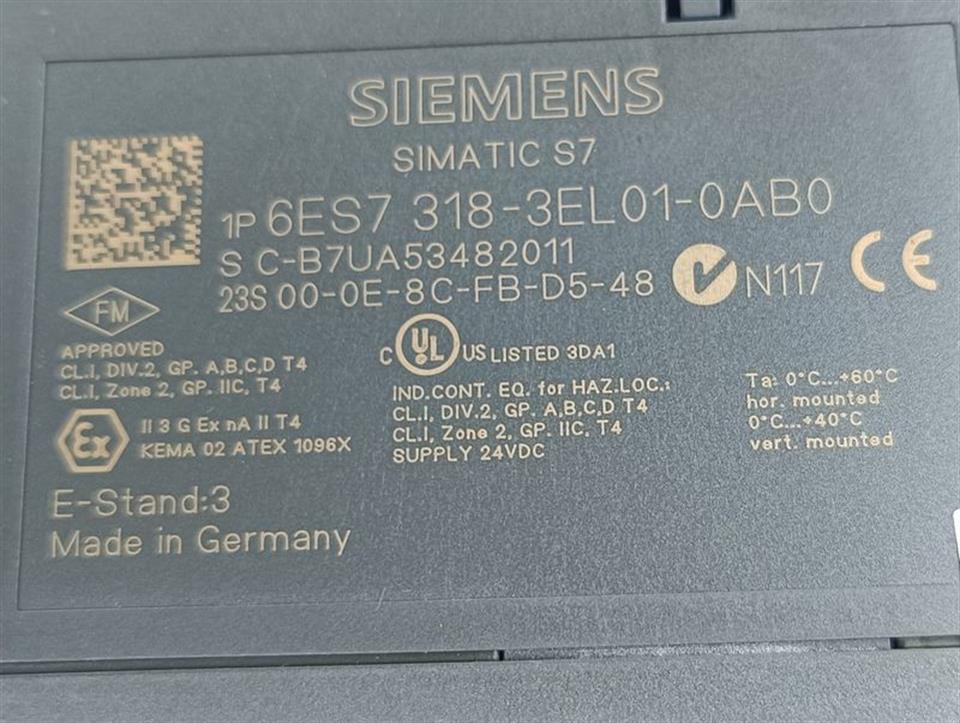 SIEMENS
SIMATIC S7
1P 6ES7 318-3EL01-0AB0
S C-B7UA53482011
23S 00-0E-8C-FB-D5-48
N117
CE
FM
APPROVED
CL.I, DIV.2, GP. A,B,C,D T4
CL.I, Zone 2, GP. IIC, T4
Ex
II 3 G Ex nA II T4
KEMA 02 ATEX 1096X
C UL US LISTED 3DA1
IND.CONT. EQ. for HAZ.LOC.:
CL.I, DIV.2, GP. A,B,C,D T4
CL.I, Zone 2, GP. IIC, T4
SUPPLY 24VDC
Ta: 0°C...+60°C
hor. mounted
0°C...+40°C
vert. mounted
E-Stand:3
Made in Germany